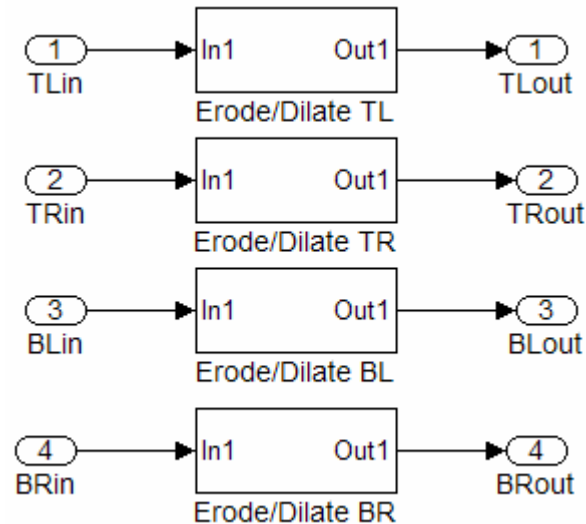 1 In1 Out1 1
TLin TLout
Erode/Dilate TL
2 In1 Out1 2
TRin TRout
Erode/Dilate TR
3 In1 Out1 3
BLin BLout
Erode/Dilate BL
4 In1 Out1 4
BRin BRout
Erode/Dilate BR